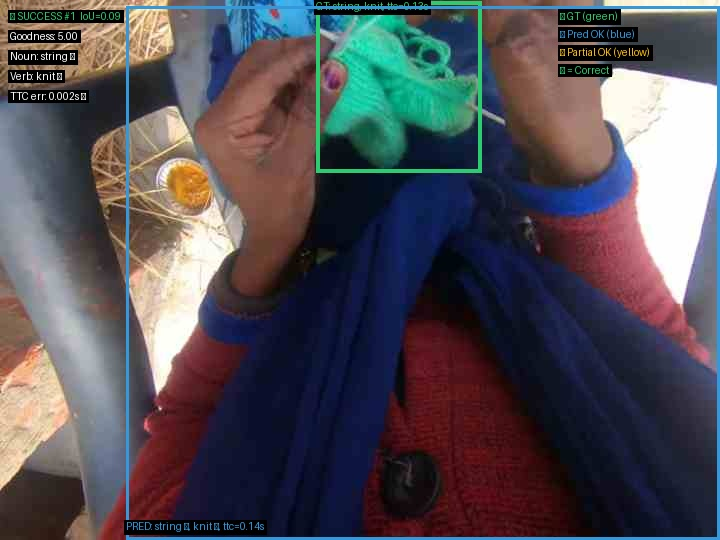 SUCCESS #1 IoU=0.09
Goodness: 5.00
Noun: string
Verb: knit
TTC err: 0.002s
GT: string, knit, ttc=0.13s
GT (green)
Pred OK (blue)
Partial OK (yellow)
= Correct
PRED: string, knit, ttc=0.14s